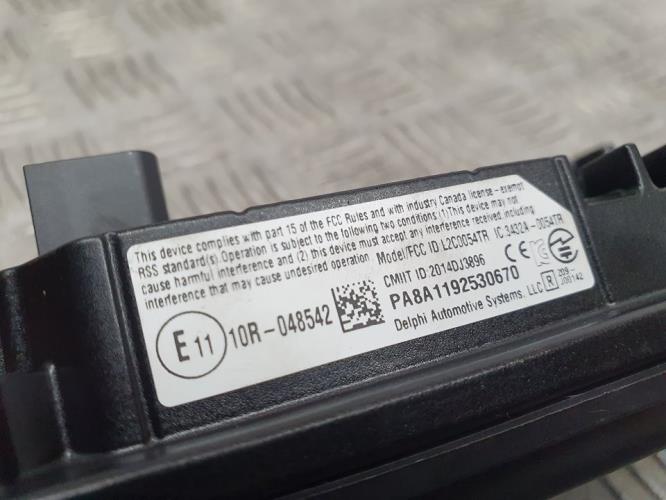 This device complies with part 15 of the FCC Rules and with industry Canada license - exempt
RSS standard(s). Operation is subject to the following two conditions:(1)This device may not
cause harmful interference and (2) this device must accept any interference received including
interference that may cause undesired operation Model/FCC ID L2C0054TR IC:3432A-0054TR
CMIIT ID:2014DJ3896
E11 10R-048542 PA8A1192530670
Delphi Automotive Systems, LLC R 209-J00142